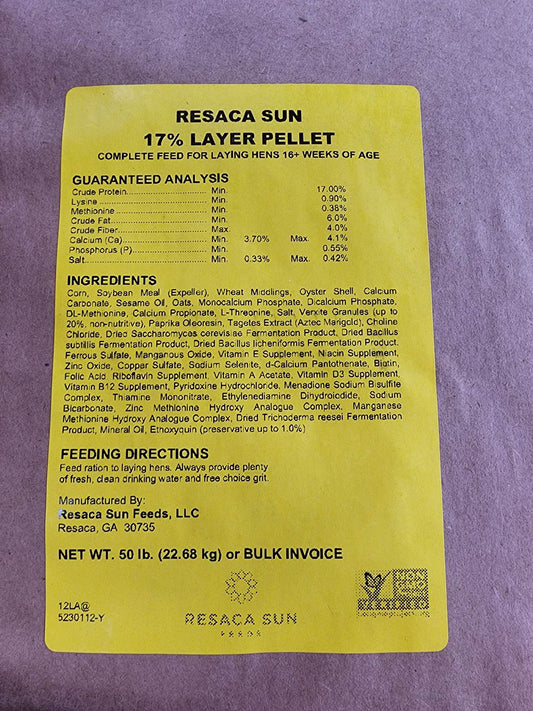 RESACA SUN
17% LAYER PELLET
COMPLETE FEED FOR LAYING HENS 16+ WEEKS OF AGE
GUARANTEED ANALYSIS
Crude Protein.................... Min. 17.00%
Lysine.................... Min. 0.90%
Methionine.................... Min. 0.38%
Crude Fat.................... Min. 6.0%
Crude Fiber.................... Max. 4.0%
Calcium (Ca).................... Min. 3.70% Max. 4.1%
Phosphorus (P).................... Min. 0.55%
Salt.................... Min. 0.33% Max. 0.42%
INGREDIENTS
Corn, Soybean Meal (Expeller), Wheat Middlings, Oyster Shell, Calcium
Carbonate, Sesame Oil, Oats, Monocalcium Phosphate, Dicalcium Phosphate,
DL-Methionine, Calcium Propionate, L-Threonine, Salt, Verxite Granules (up to
20%, non-nutritive), Paprika Oleoresin, Tagetes Extract (Aztec Marigold), Choline
Chloride, Dried Saccharomyces cerevisiae Fermentation Product, Dried Bacillus
subtillis Fermentation Product, Dried Bacillus licheniformis Fermentation Product,
Ferrous Sulfate, Manganous Oxide, Vitamin E Supplement, Niacin Supplement,
Zinc Oxide, Copper Sulfate, Sodium Selenite, d-Calcium Pantothenate, Biotin,
Folic Acid, Riboflavin Supplement, Vitamin A Acetate, Vitamin D3 Supplement,
Vitamin B12 Supplement, Pyridoxine Hydrochloride, Menadione Sodium Bisulfite
Complex, Thiamine Mononitrate, Ethylenediamine Dihydroiodide, Sodium
Bicarbonate, Zinc Methionine Hydroxy Analogue Complex, Manganese
Methionine Hydroxy Analogue Complex, Dried Trichoderma reesei Fermentation
Product, Mineral Oil, Ethoxyquin (preservative up to 1.0%)
FEEDING DIRECTIONS
Feed ration to laying hens. Always provide plenty
of fresh, clean drinking water and free choice grit.
Manufactured By:
Resaca Sun Feeds, LLC
Resaca, GA 30735
NET WT. 50 lb. (22.68 kg) or BULK INVOICE
12LA@
5230112-Y
RESACA SUN
FEEDS
NON
GMO